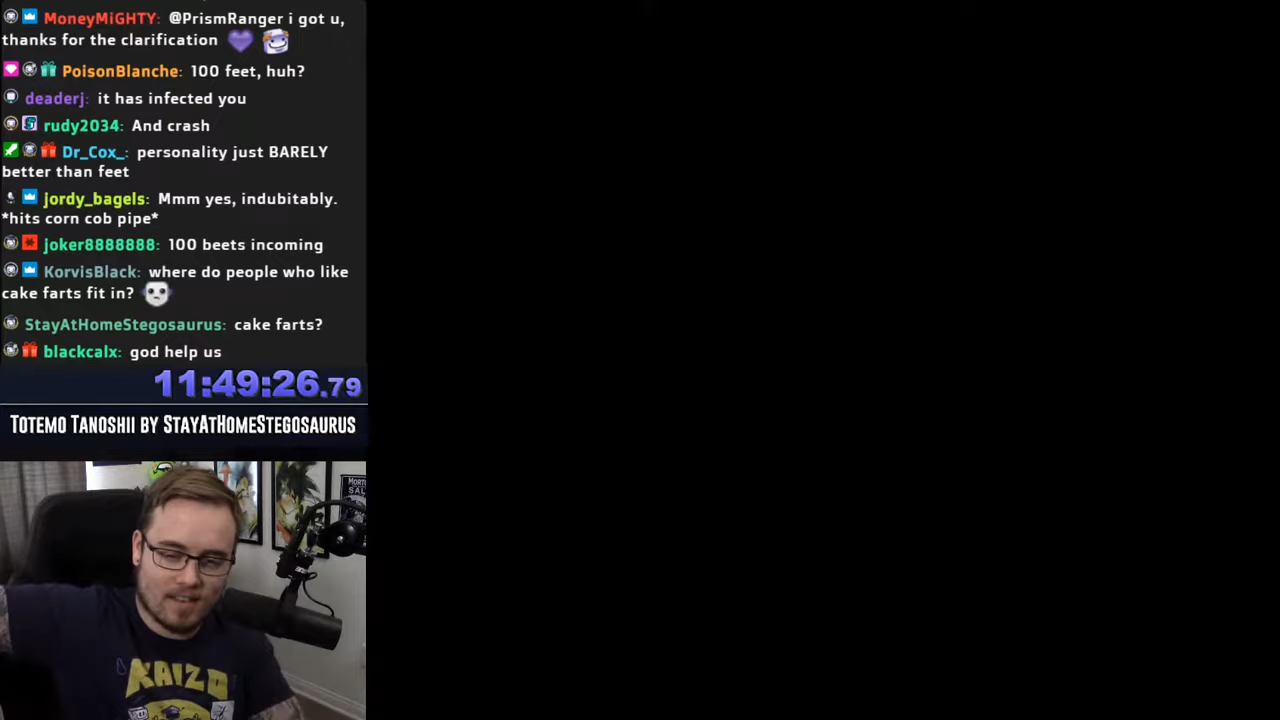 MoneyMiGHTY: @PrismRanger i got u,
thanks for the clarification
PoisonBlanche: 100 feet, huh?
deaderj: it has infected you
rudy2034: And crash
Dr_Cox_: personality just BARELY
better than feet
jordy_bagels: Mmm yes, indubitably.
*hits corn cob pipe*
joker8888888: 100 beets incoming
KorvisBlack: where do people who like
cake farts fit in?
StayAtHomeStegosaurus: cake farts?
blackcalx: god help us
11:49:26.79
Totemo Tanoshii by StayAtHomeStegosaurus
KAIZO